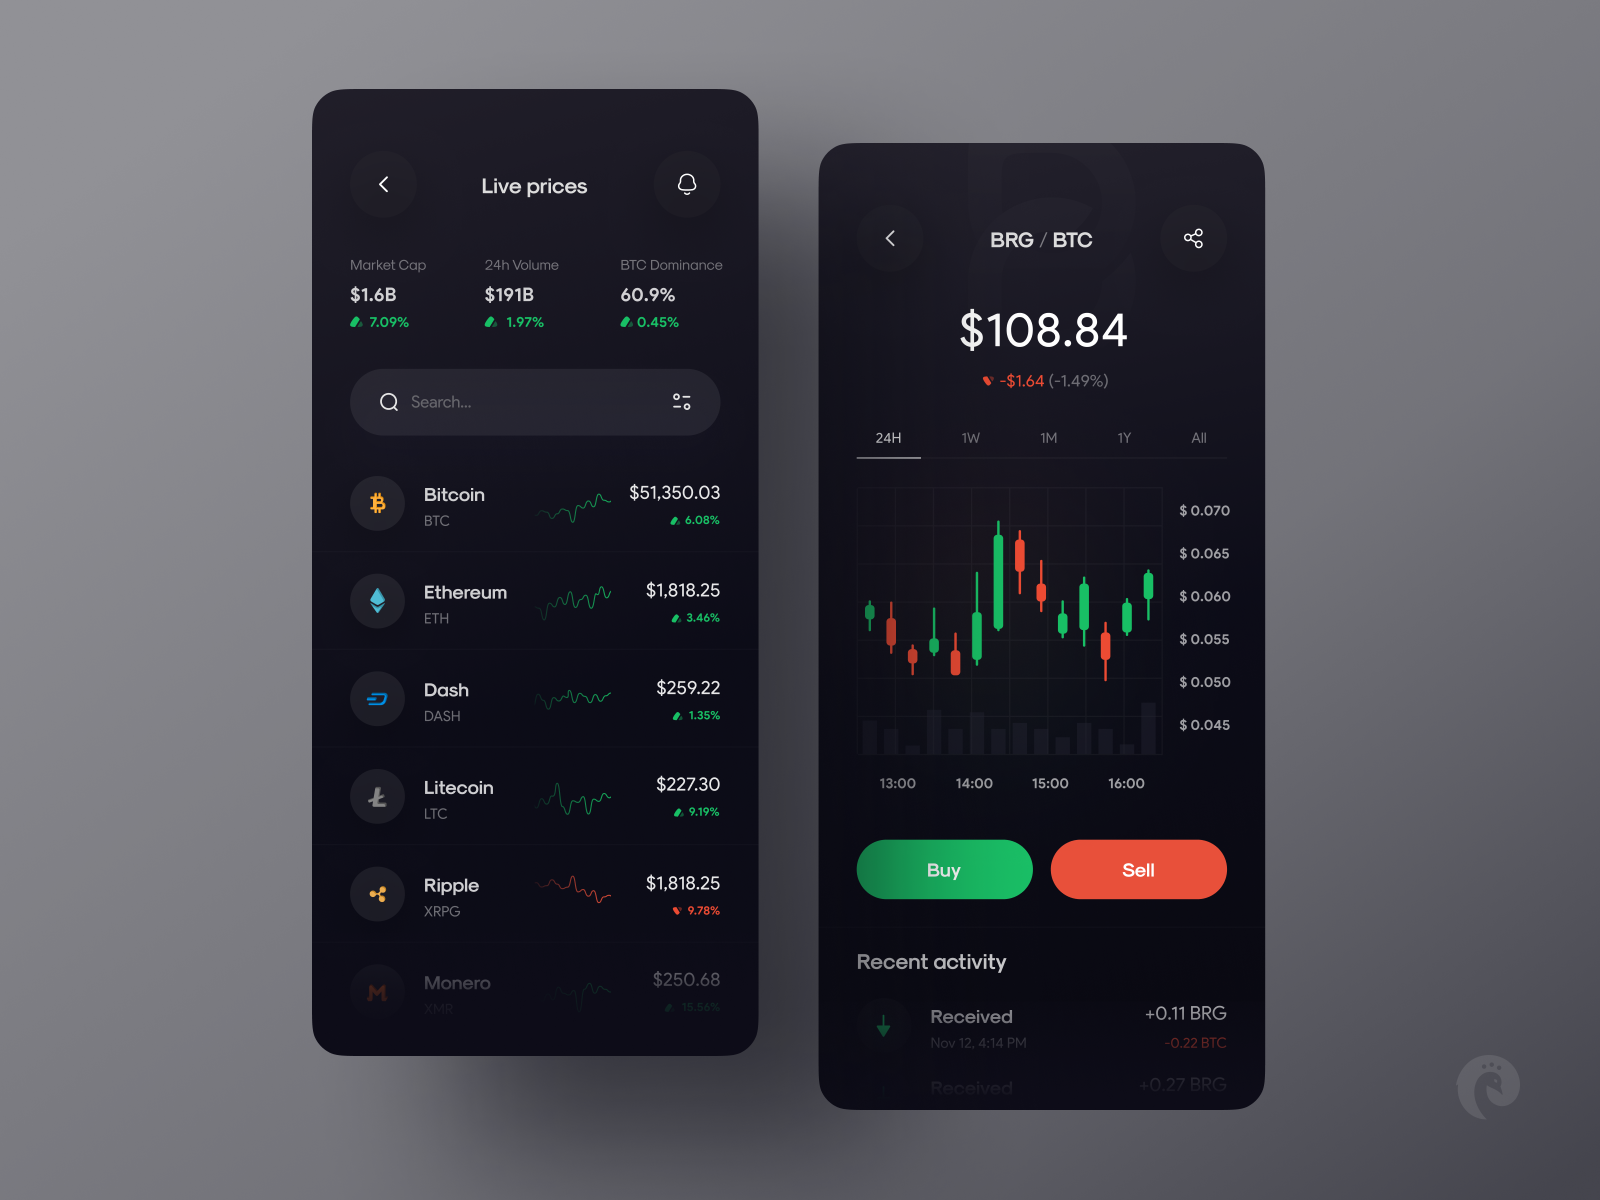 Live prices
Market Cap
24h Volume
BTC Dominance
$1.6B
$191B
60.9%
7.09%
1.97%
0.45%
Search...
Bitcoin
$51,350.03
BTC
6.08%
Ethereum
$1,818.25
ETH
3.46%
Dash
$259.22
DASH
1.35%
Litecoin
$227.30
LTC
9.19%
Ripple
$1,818.25
XRPG
9.78%
Monero
$250.68
XMR
15.56%
BRG / BTC
$108.84
-$1.64 (-1.49%)
24H
1W
1M
1Y
All
$ 0.070
$ 0.065
$ 0.060
$ 0.055
$ 0.050
$ 0.045
13:00
14:00
15:00
16:00
Buy
Sell
Recent activity
Received
+0.11 BRG
Nov 12, 4:14 PM
-0.22 BTC
Received
+0.27 BRG